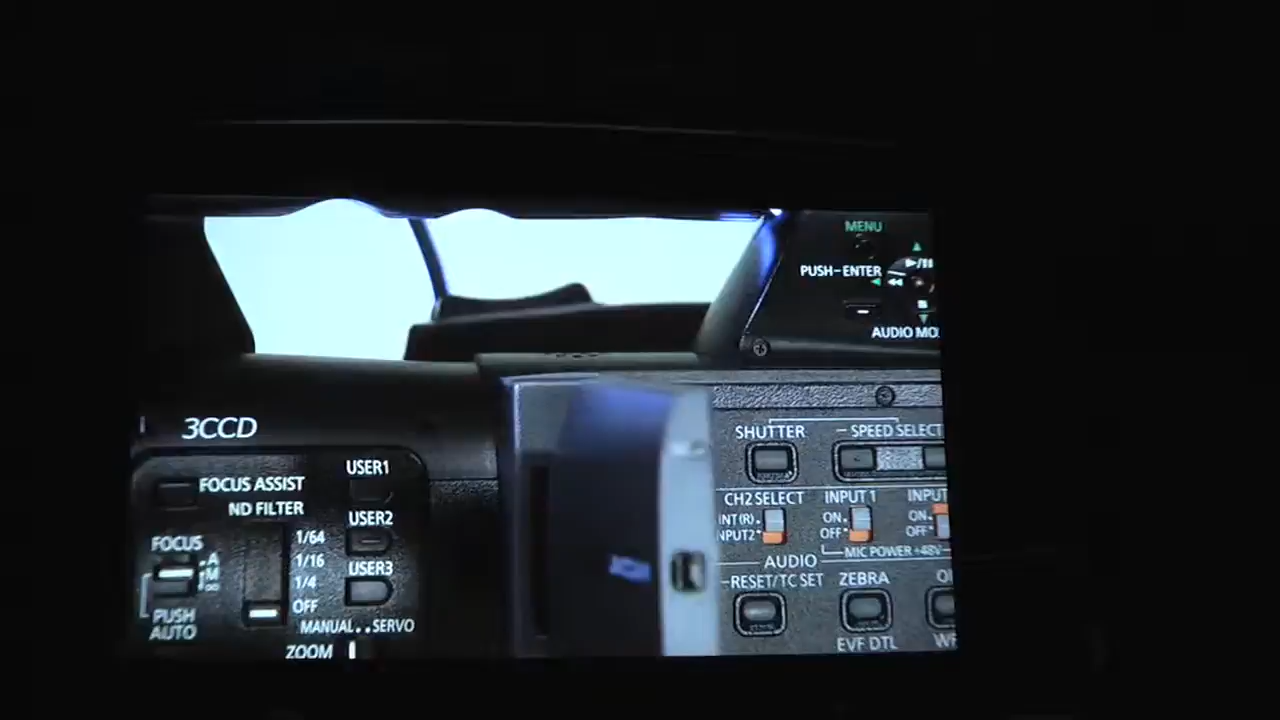 MENU
PUSH-ENTER
AUDIO MO
3CCD
SHUTTER
SPEED SELECT
USER1
FOCUS ASSIST
ND FILTER
CH2 SELECT
INPUT 1
INPUT
INT(R)
ON
ON
USER2
INPUT2
OFF
OFF
1/64
FOCUS
MIC POWER +48V
A
1/16
AUDIO
M
USER3
RESET/TC SET
ZEBRA
∞
1/4
OFF
PUSH
AUTO
MANUAL..SERVO
EVF DTL
ZOOM